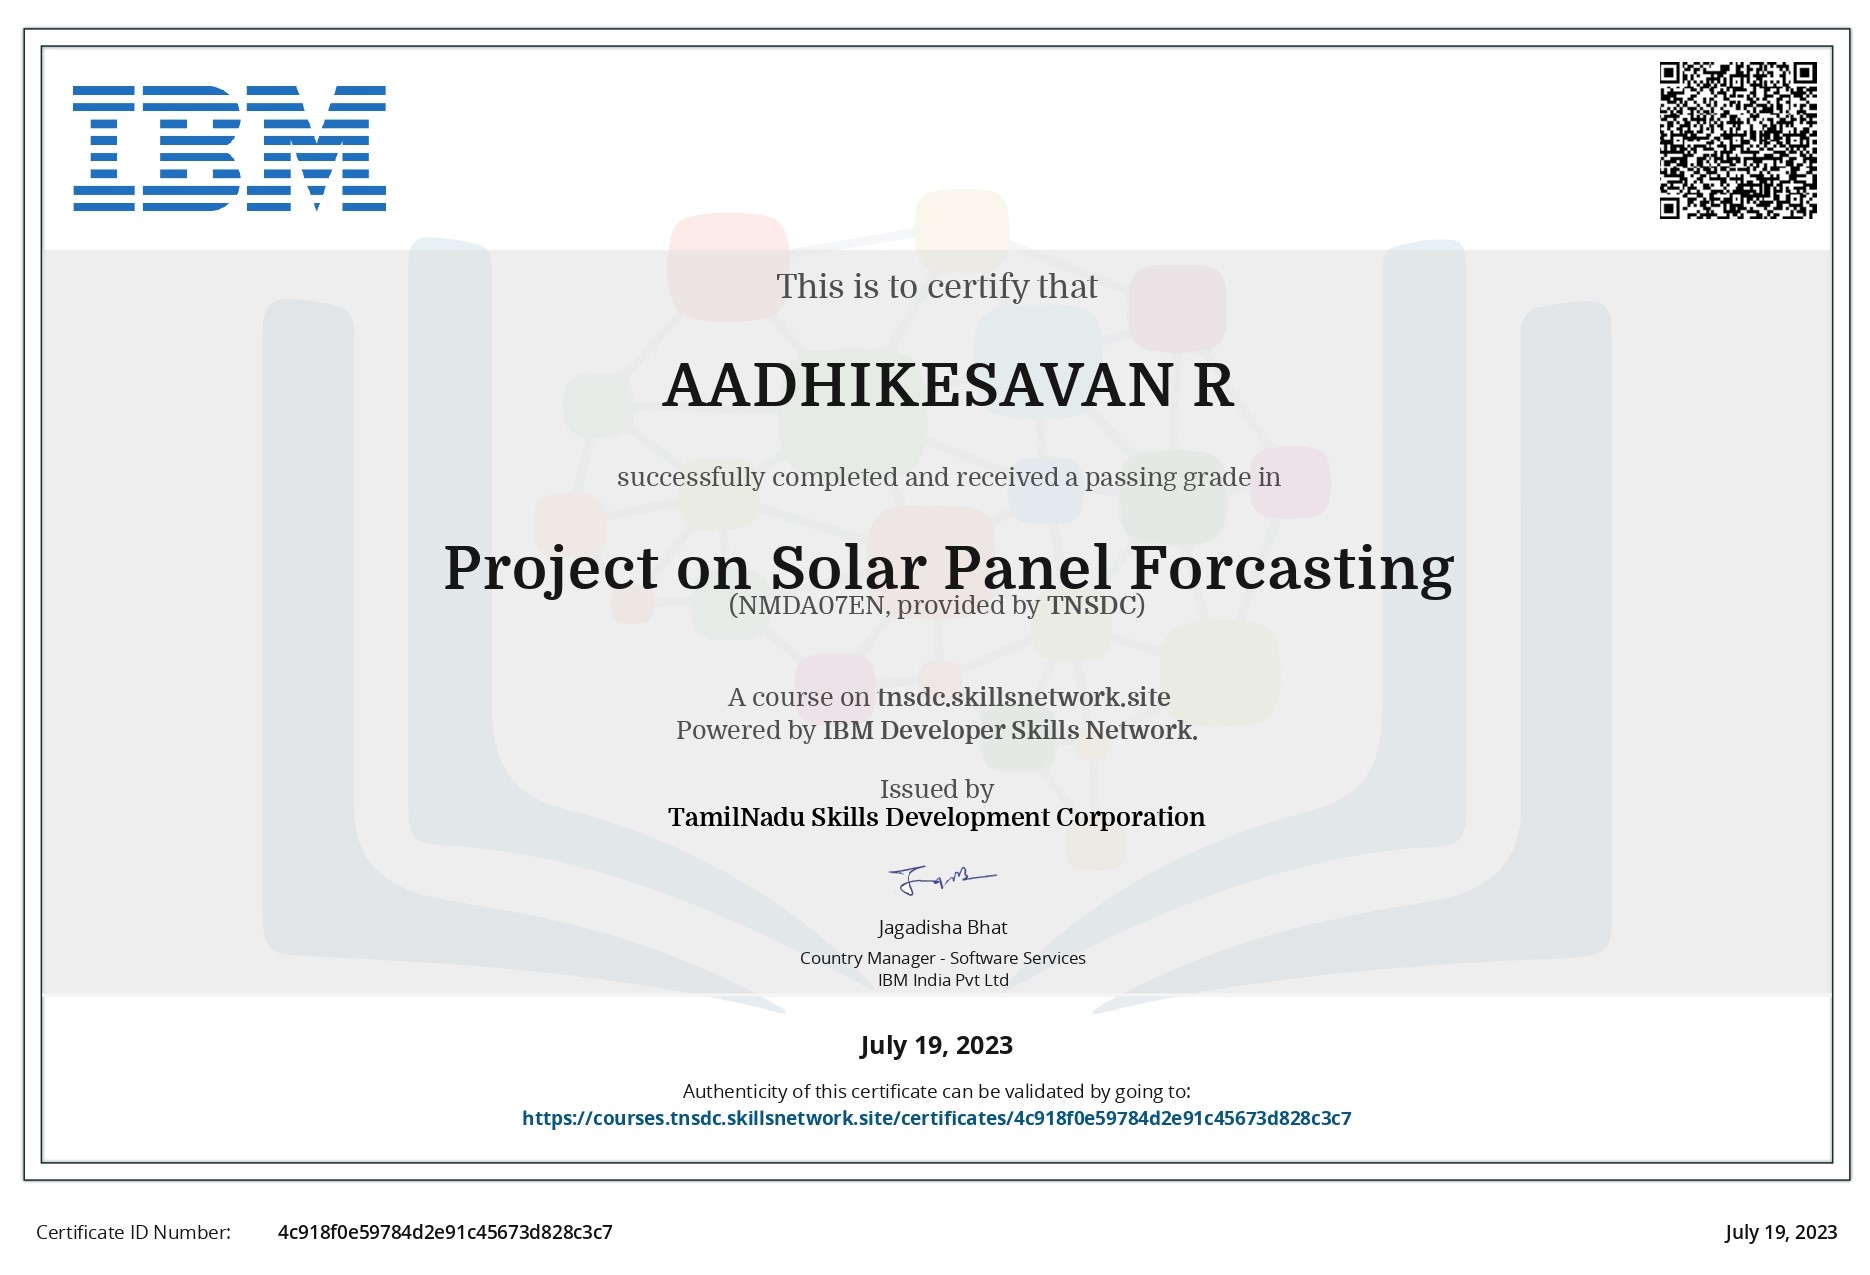 IBM
This is to certify that
AADHIKESAVAN R
successfully completed and received a passing grade in
Project on Solar Panel Forcasting
(NMDA07EN, provided by TNSDC)
A course on tnsdc.skillsnetwork.site
Powered by IBM Developer Skills Network.
Issued by
TamilNadu Skills Development Corporation
Jagadisha Bhat
Country Manager - Software Services
IBM India Pvt Ltd
July 19, 2023
Authenticity of this certificate can be validated by going to:
https://courses.tnsdc.skillsnetwork.site/certificates/4c918f0e59784d2e91c45673d828c3c7
Certificate ID Number: 4c918f0e59784d2e91c45673d828c3c7
July 19, 2023